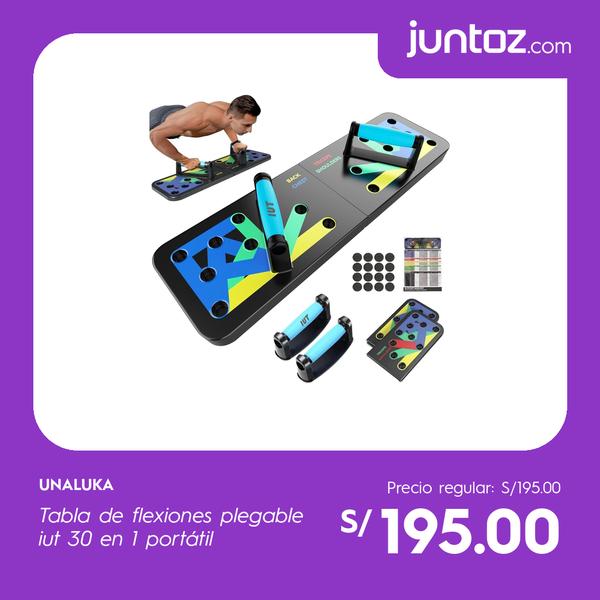 juntoz.com
BACK
CHEST
TRICEPS
SHOULDERS
IUT
IUT
UNALUKA
Tabla de flexiones plegable
iut 30 en 1 portátil
Precio regular: S/195.00
S/195.00